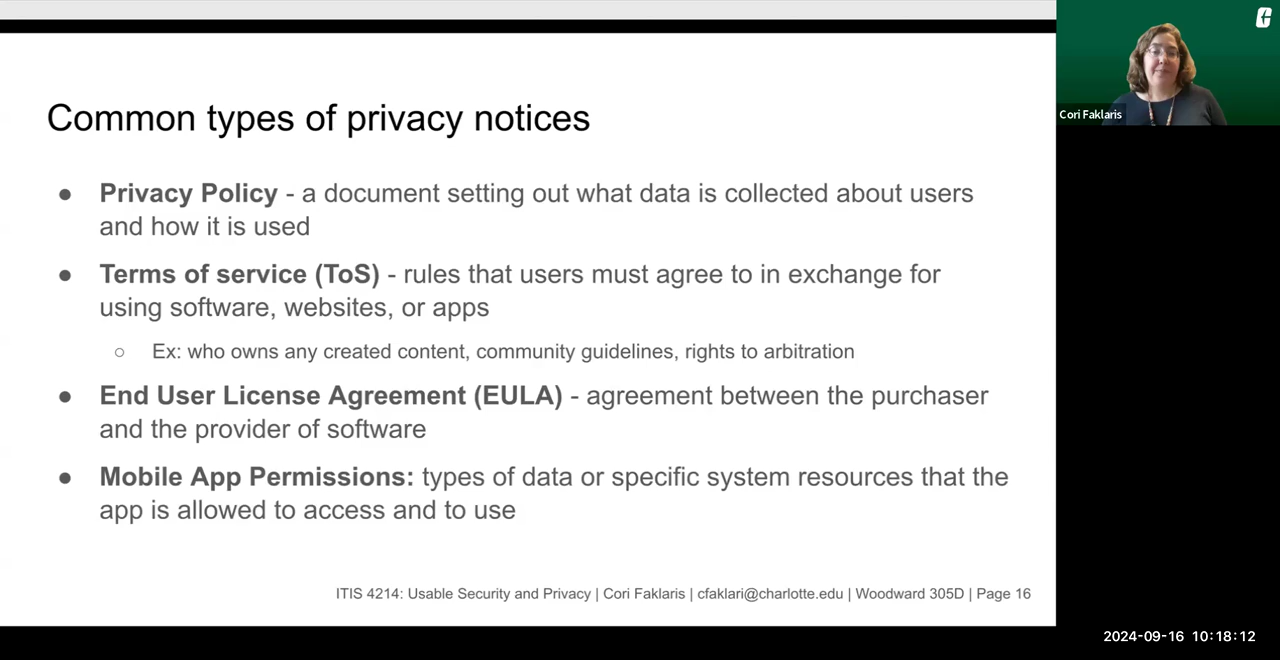 Common types of privacy notices
● Privacy Policy - a document setting out what data is collected about users
and how it is used
● Terms of service (ToS) - rules that users must agree to in exchange for
using software, websites, or apps
○ Ex: who owns any created content, community guidelines, rights to arbitration
● End User License Agreement (EULA) - agreement between the purchaser
and the provider of software
● Mobile App Permissions: types of data or specific system resources that the
app is allowed to access and to use
ITIS 4214: Usable Security and Privacy | Cori Faklaris | cfaklari@charlotte.edu | Woodward 305D | Page 16
Cori Faklaris
2024-09-16 10:18:12